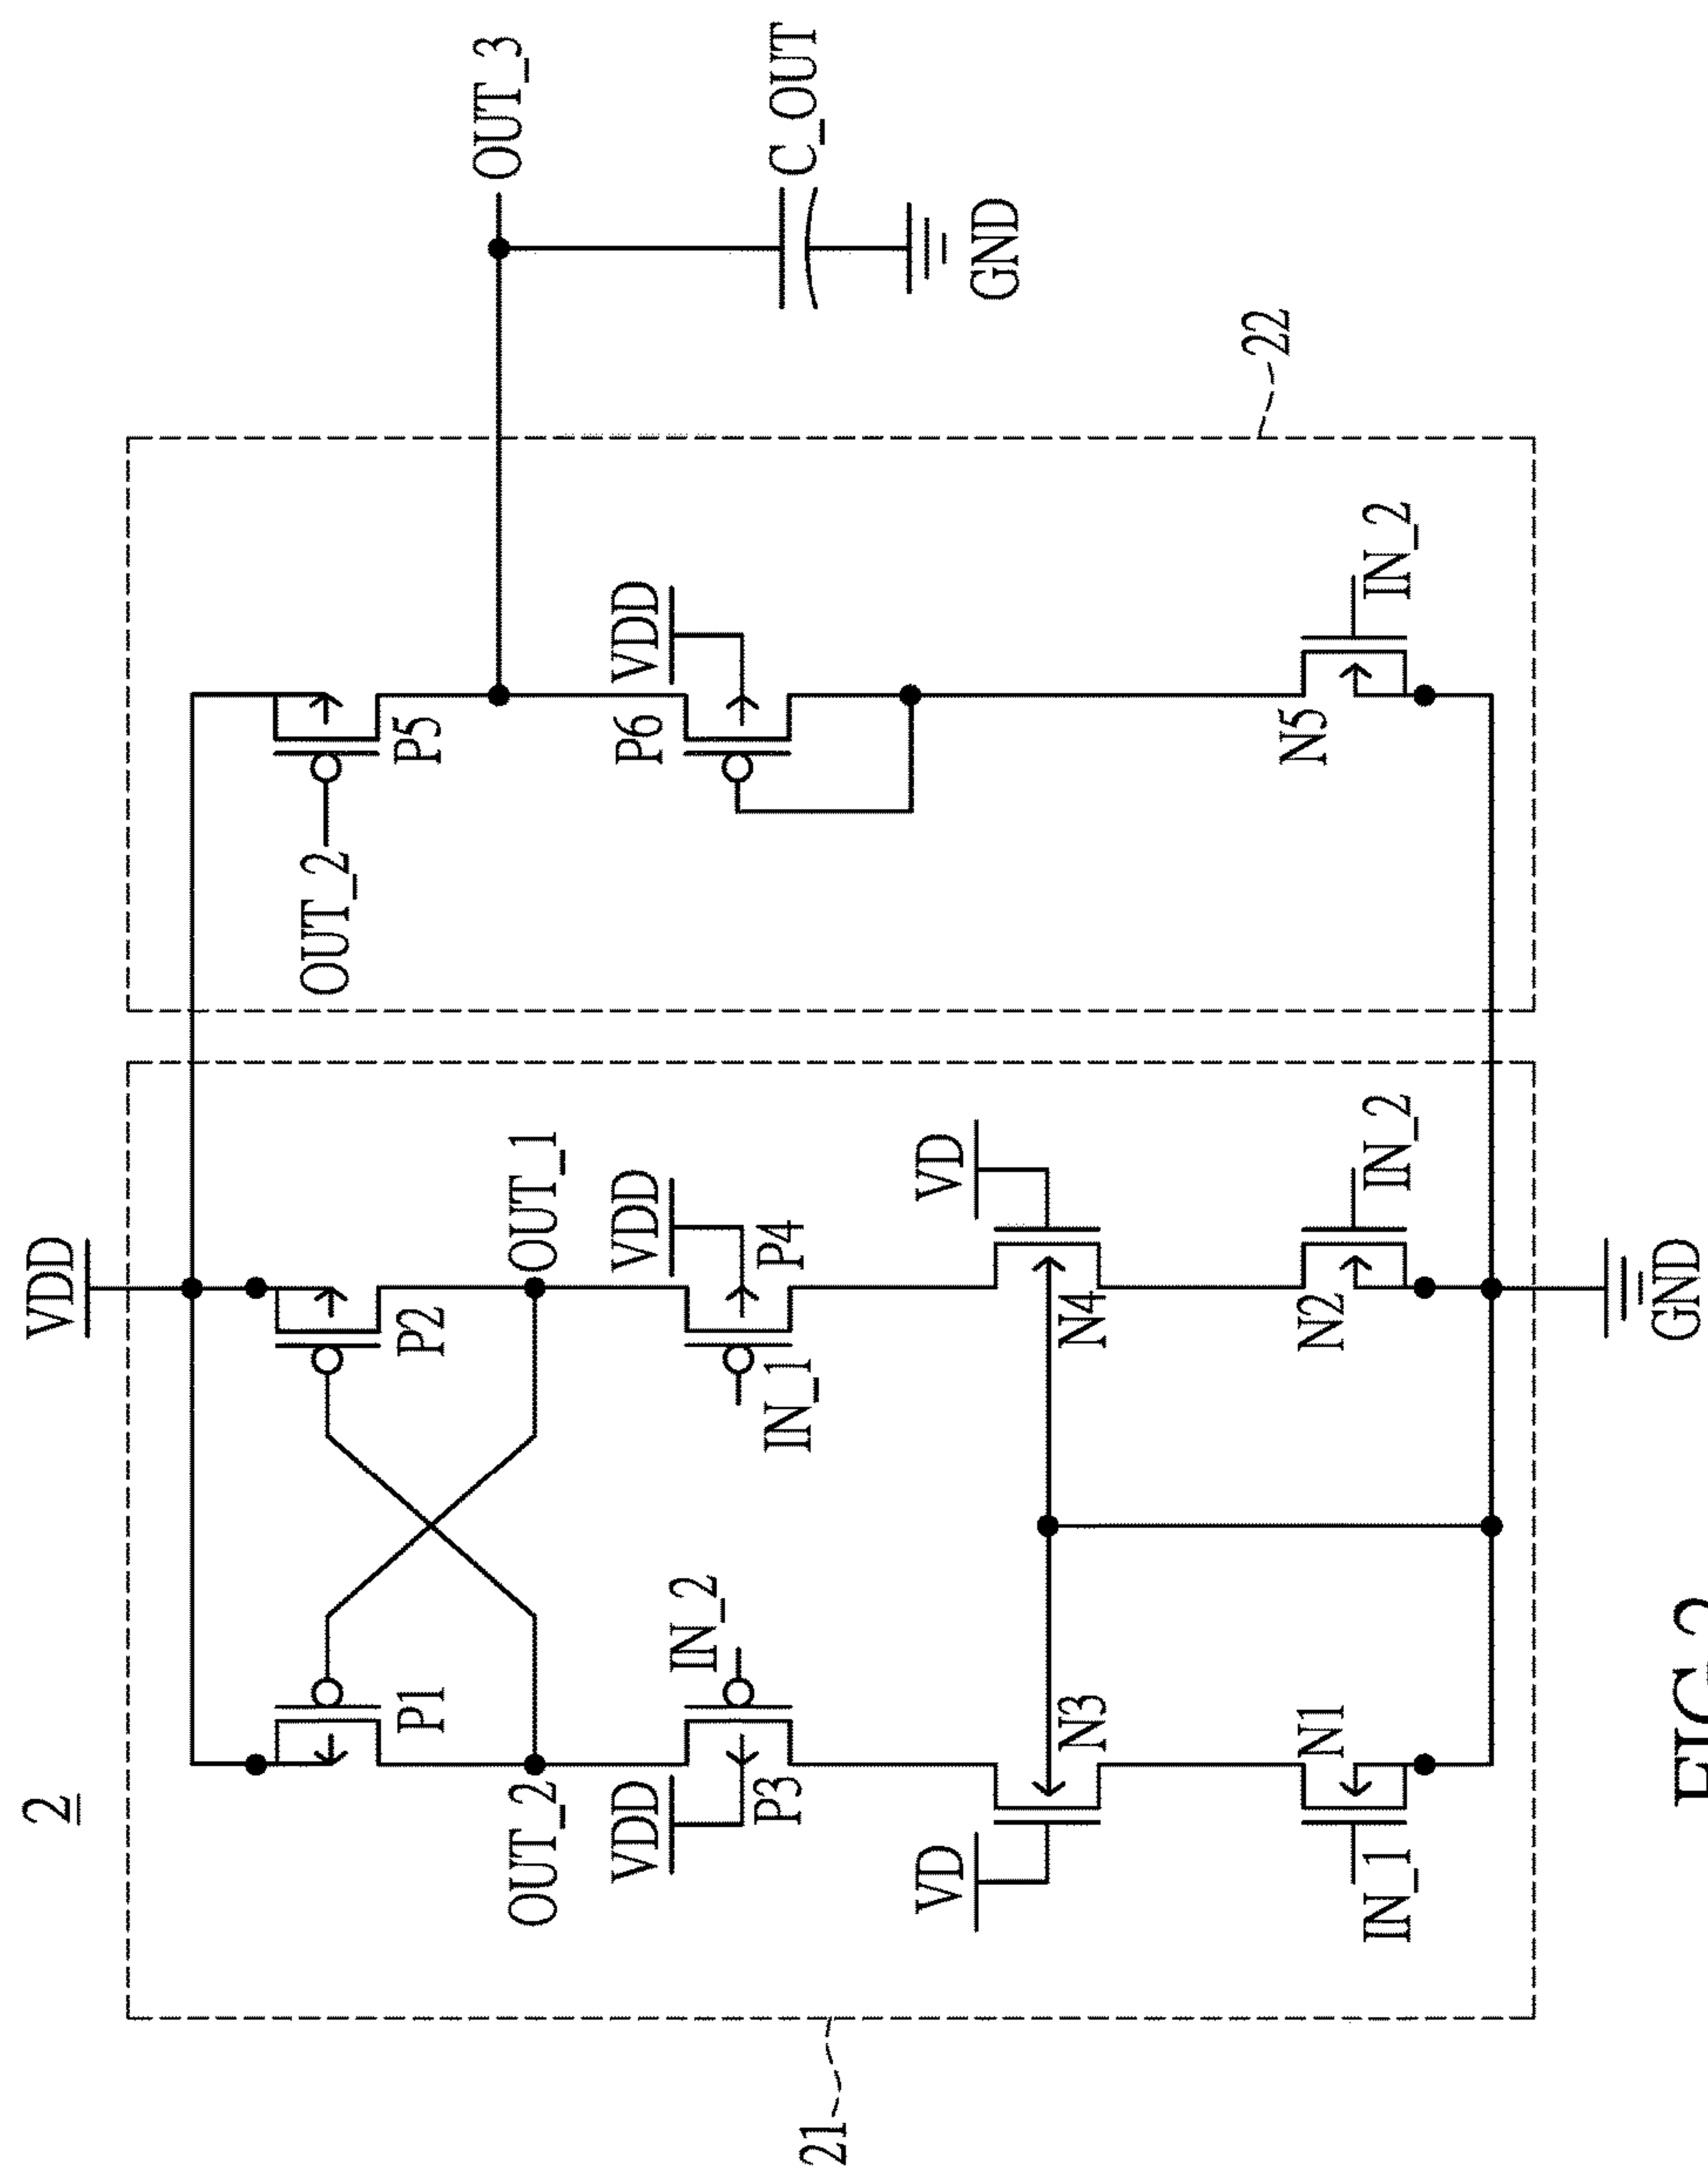 2
VDD
P1
P2
OUT_2
P5
OUT_2
OUT_1
OUT_3
VDD
IN_2
P3
VDD
P4
IN_1
VDD
P6
C_OUT
GND
21
VD
N3
VD
N4
IN_1
N1
IN_2
N2
IN_2
N5
22
GND